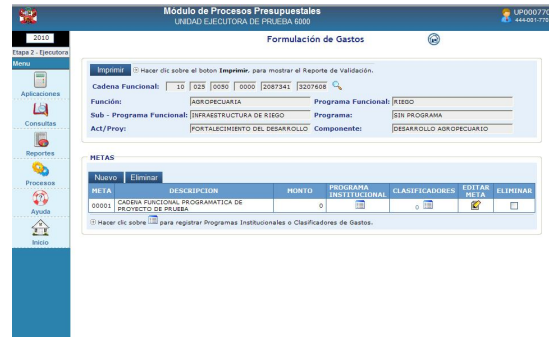 Módulo de Procesos Presupuestales
UNIDAD EJECUTORA DE PRUEBA 6000
UP000770
2010
Etapa 2 - Ejecutora
Menu
Aplicaciones
Consultas
Reportes
Procesos
Ayuda
Inicio
Formulación de Gastos
Imprimir Hacer clic sobre el boton Imprimir. para mostrar el Reporte de Validación.
Cadena Funcional: 10 025 0050 0000 2087341 3207608
Función: AGROPECUARIA Programa Funcional: RIEGO
Sub - Programa Funcional: INFRAESTRUCTURA DE RIEGO Programa: SIN PROGRAMA
Act/Proy: FORTALECIMIENTO DEL DESARROLLO Componente: DESARROLLO AGROPECUARIO
METAS
Nuevo Eliminar
META DESCRIPCION MONTO PROGRAMA INSTITUCIONAL CLASIFICADORES EDITAR META ELIMINAR
00001 CADENA FUNCIONAL PROGRAMATICA DE PROYECTO DE PRUEBA 0 0
Hacer clic sobre para registrar Programas Institucionales o Clasificadores de Gastos.